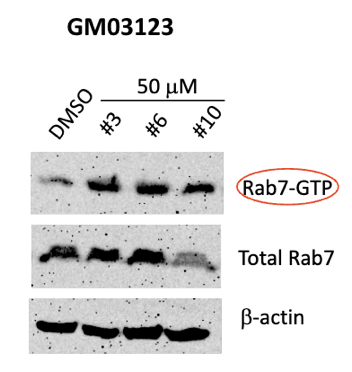 GM03123
50 μM
DMSO
#3
#6
#10
Rab7-GTP
Total Rab7
β-actin